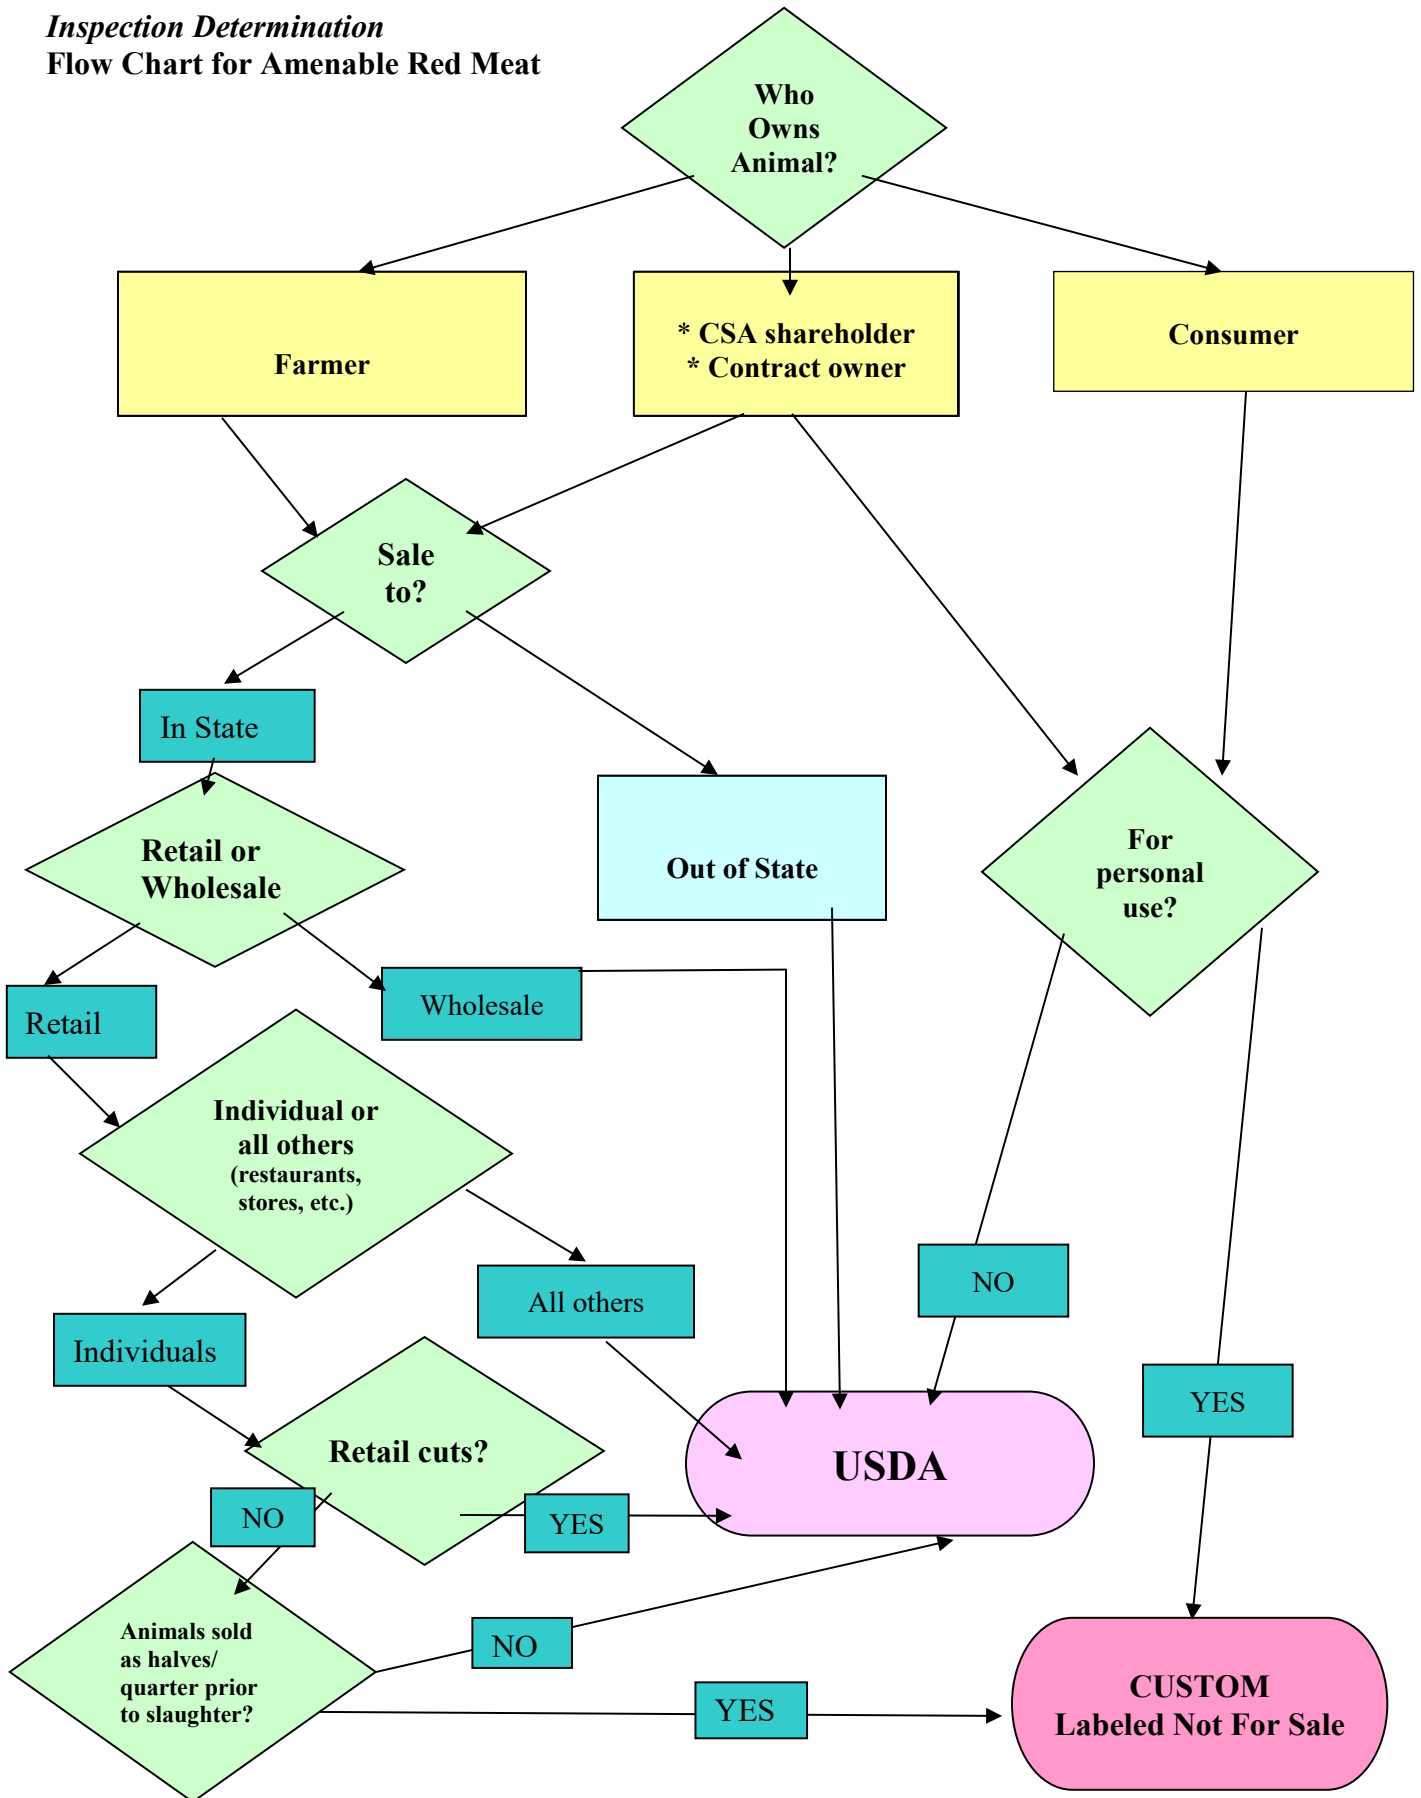 Inspection Determination
Flow Chart for Amenable Red Meat
Who
Owns
Animal?
Farmer
* CSA shareholder
* Contract owner
Consumer
Sale
to?
In State
Out of State
Retail or
Wholesale
For
personal
use?
Retail
Wholesale
Individual or
all others
(restaurants,
stores, etc.)
NO
All others
Individuals
YES
Retail cuts?
USDA
NO
YES
Animals sold
as halves/
quarter prior
to slaughter?
NO
YES
CUSTOM
Labeled Not For Sale